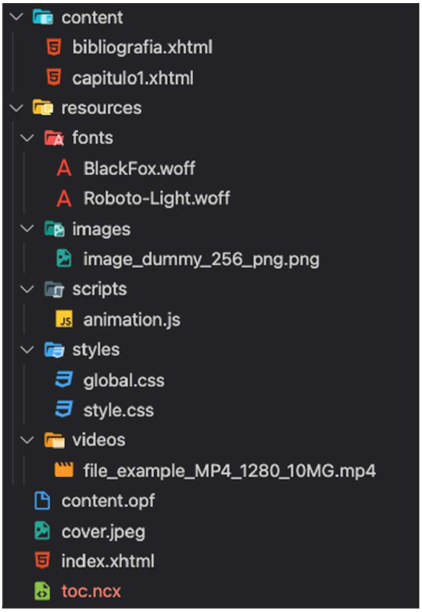 content
bibliografia.xhtml
capitulo1.xhtml
resources
fonts
BlackFox.woff
Roboto-Light.woff
images
image_dummy_256_png.png
scripts
JS animation.js
styles
global.css
style.css
videos
file_example_MP4_1280_10MG.mp4
content.opf
cover.jpeg
index.xhtml
toc.ncx